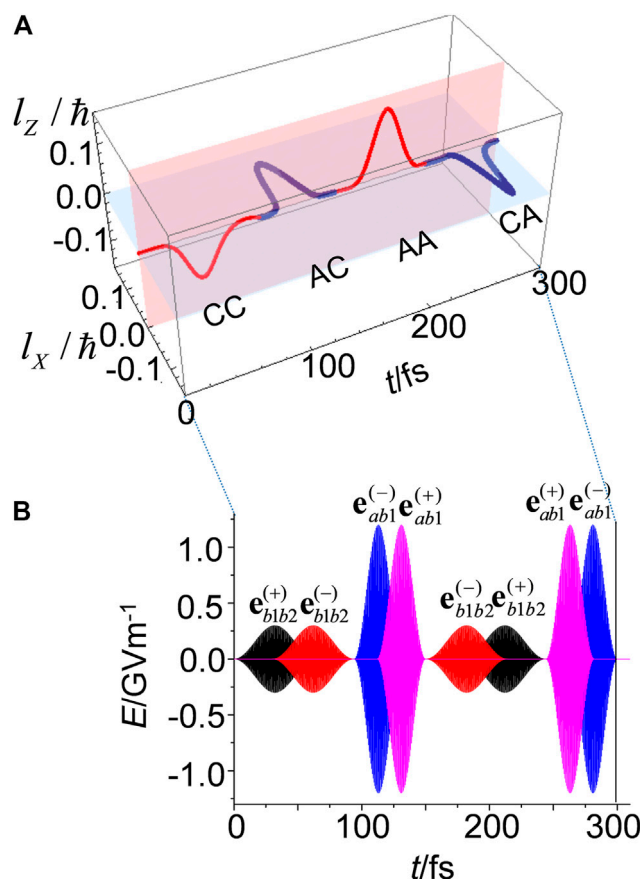 A
l_Z / ħ
0.1
0.0
-0.1
0.1
0.0
-0.1
l_X / ħ
CC
AC
AA
CA
0
100
200
300
t/fs
B
e_{ab1}^{(−)} e_{ab1}^{(+)} e_{ab1}^{(+)} e_{ab1}^{(−)}
e_{b1b2}^{(+)} e_{b1b2}^{(−)} e_{b1b2}^{(−)} e_{b1b2}^{(+)}
E/GVm⁻¹
1.0
0.5
0.0
-0.5
-1.0
0 100 200 300
t/fs